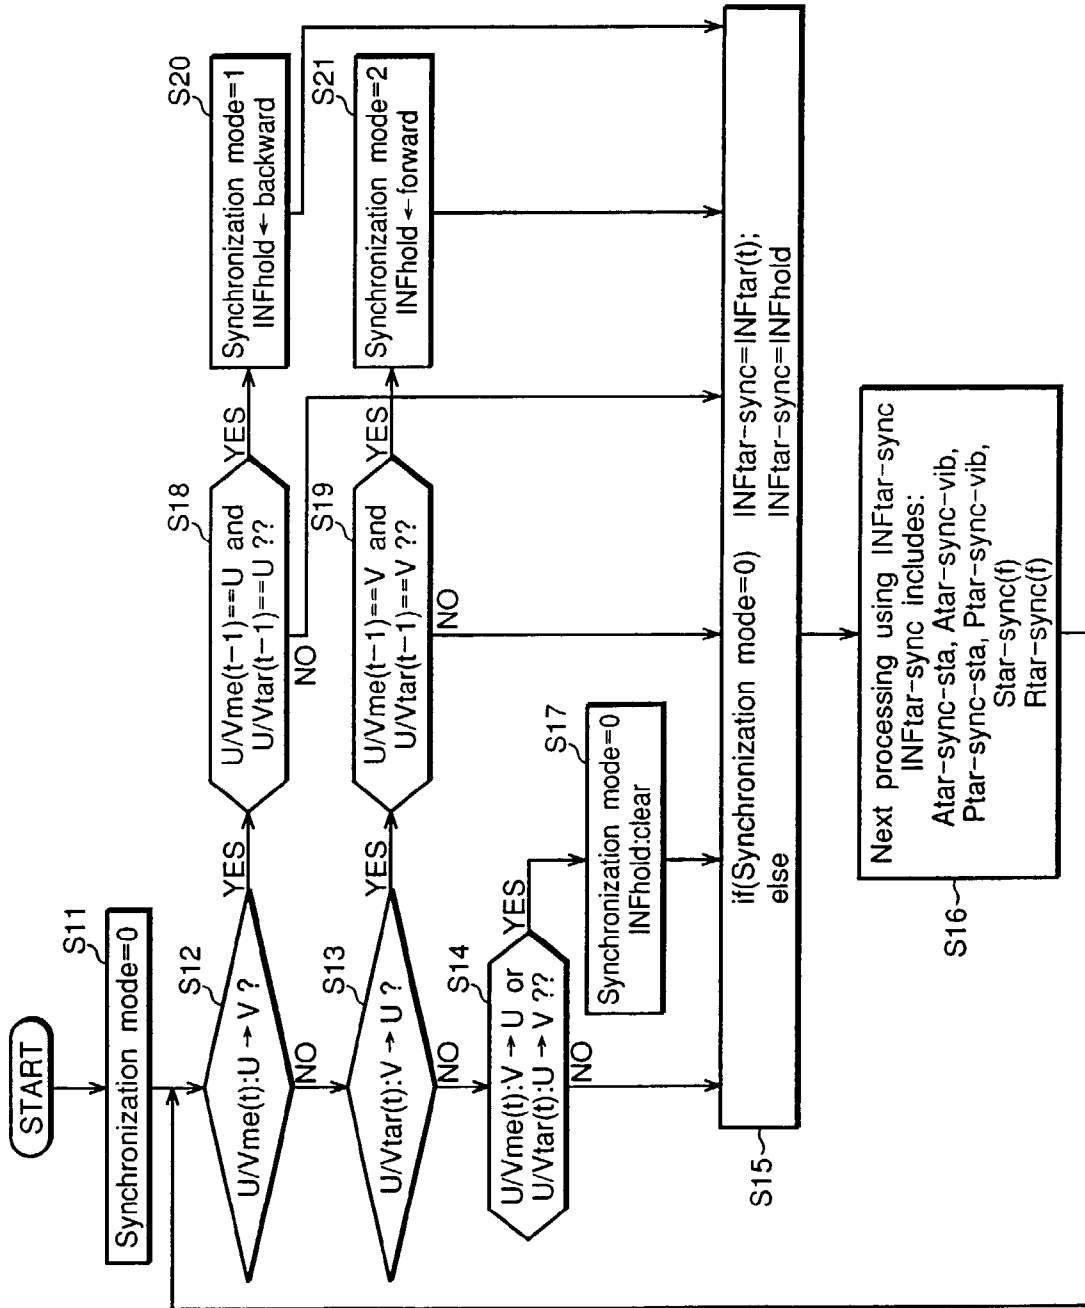 START
S11
Synchronization mode=0
S12
U/Vme(t-1):U → V ?
YES
NO
S18
U/Vme(t-1)==U and
U/Vtar(t-1)==U ??
YES
NO
S20
Synchronization mode=1
INFhold ← backward
S13
U/Vtar(t):V → U ?
YES
NO
S19
U/Vme(t-1)==V and
U/Vtar(t-1)==V ??
YES
NO
S21
Synchronization mode=2
INFhold ← forward
S14
U/Vme(t):V → U or
U/Vtar(t):U → V ??
YES
NO
S17
Synchronization mode=0
INFhold:clear
S15
if(Synchronization mode=0) INFtar-sync=INFtar(t);
else INFtar-sync=INFhold
S16
Next processing using INFtar-sync
INFtar-sync includes:
Atar-sync-sta, Atar-sync-vib,
Ptar-sync-sta, Ptar-sync-vib,
Star-sync(f)
Rtar-sync(f)